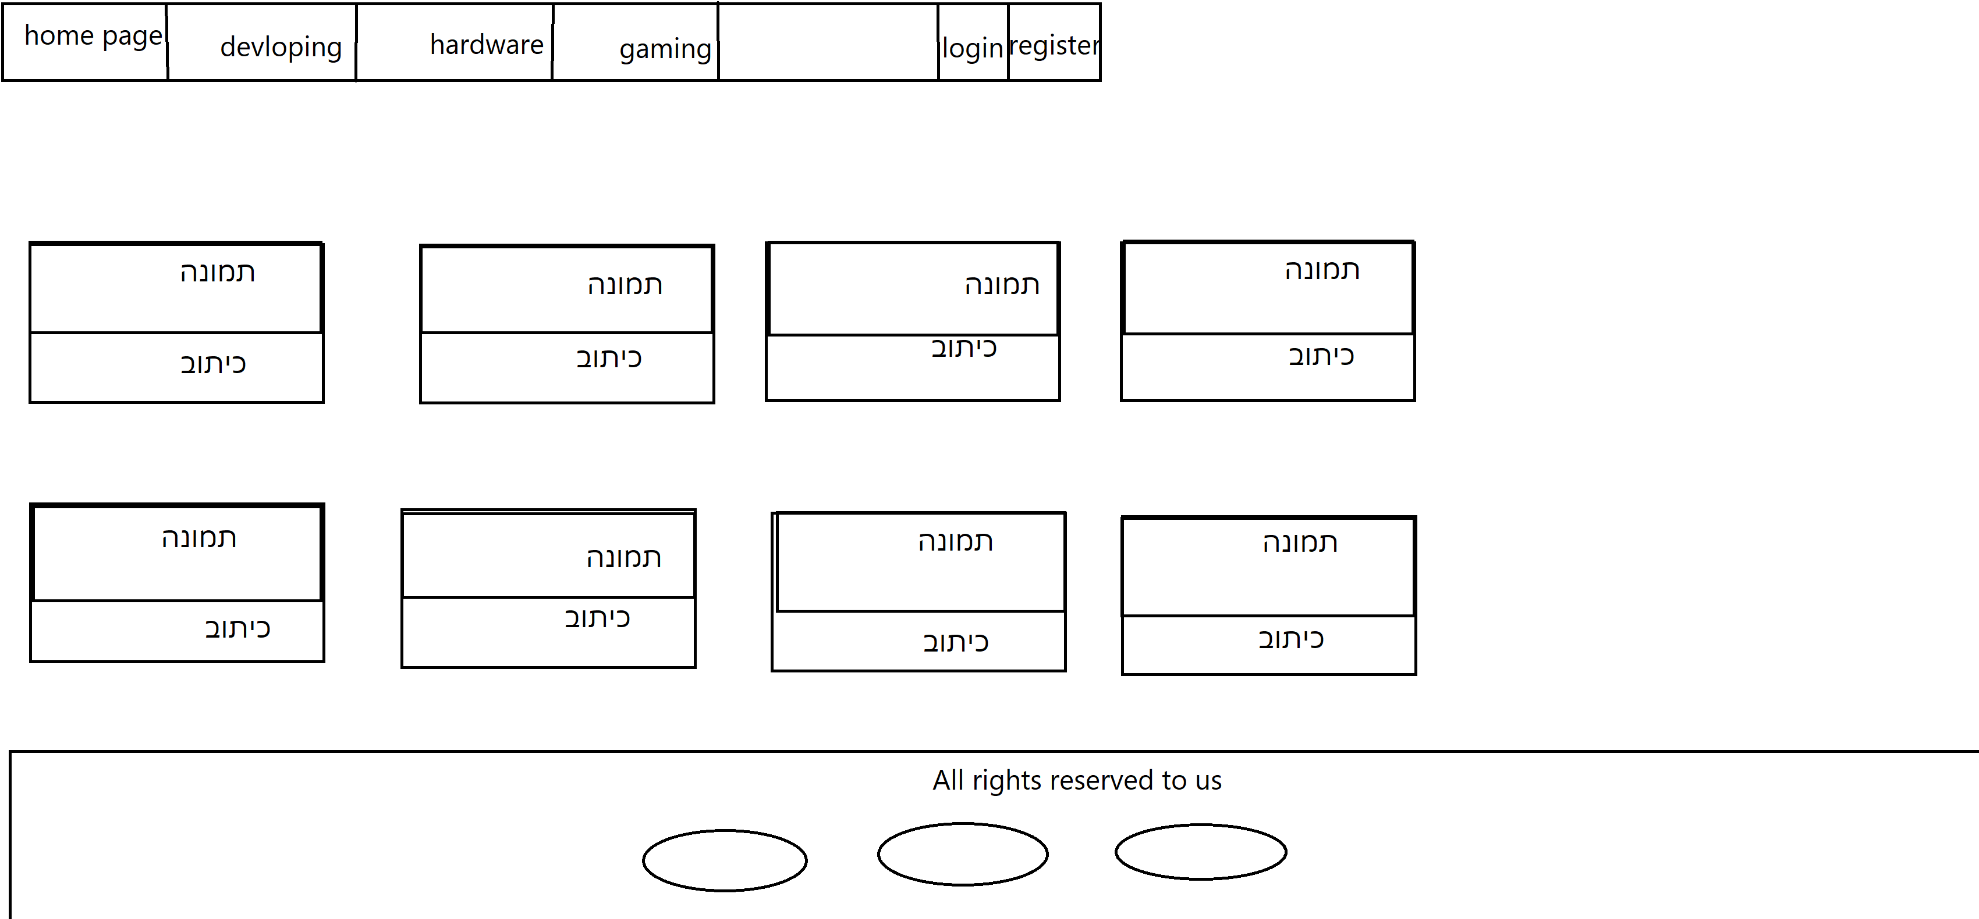 home page
devloping
hardware
gaming
login
register
תמונה
כיתוב
תמונה
כיתוב
תמונה
כיתוב
תמונה
כיתוב
תמונה
כיתוב
תמונה
כיתוב
תמונה
כיתוב
תמונה
כיתוב
All rights reserved to us